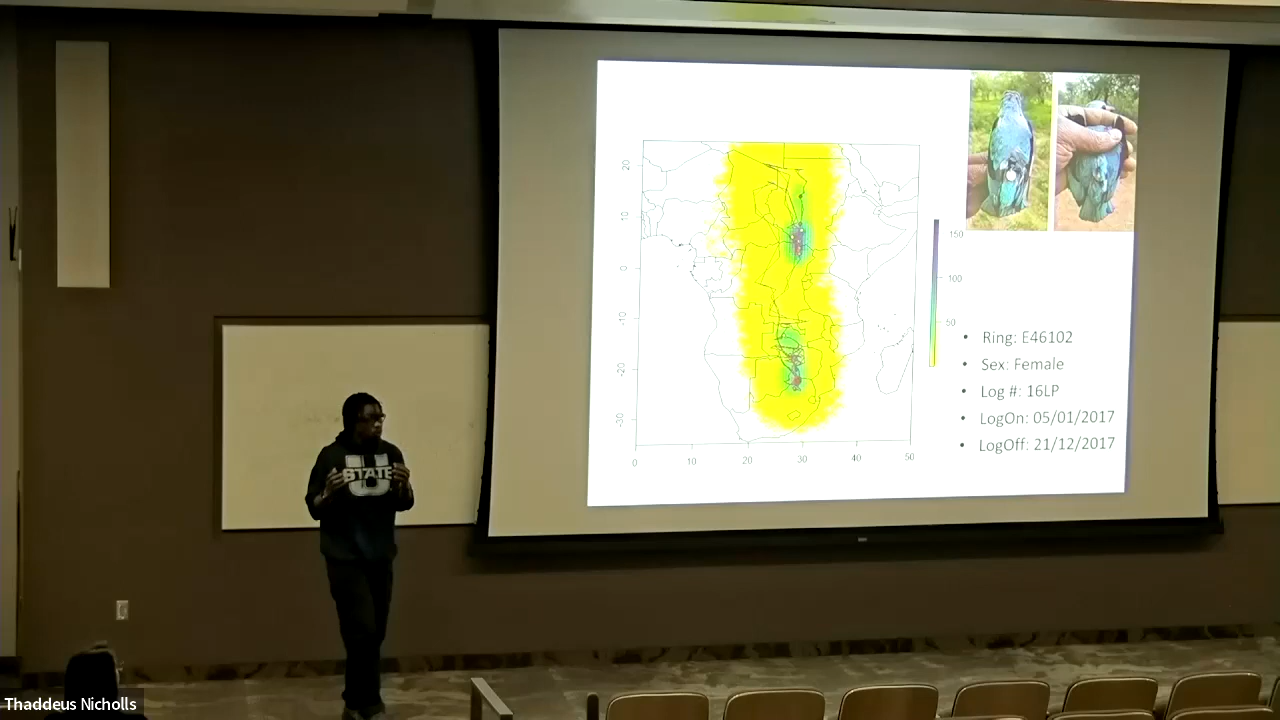 20
10
0
-10
-20
-30
0
10
20
30
40
50
150
100
50
• Ring: E46102
• Sex: Female
• Log #: 16LP
• LogOn: 05/01/2017
• LogOff: 21/12/2017
U
STATE
Thaddeus Nicholls